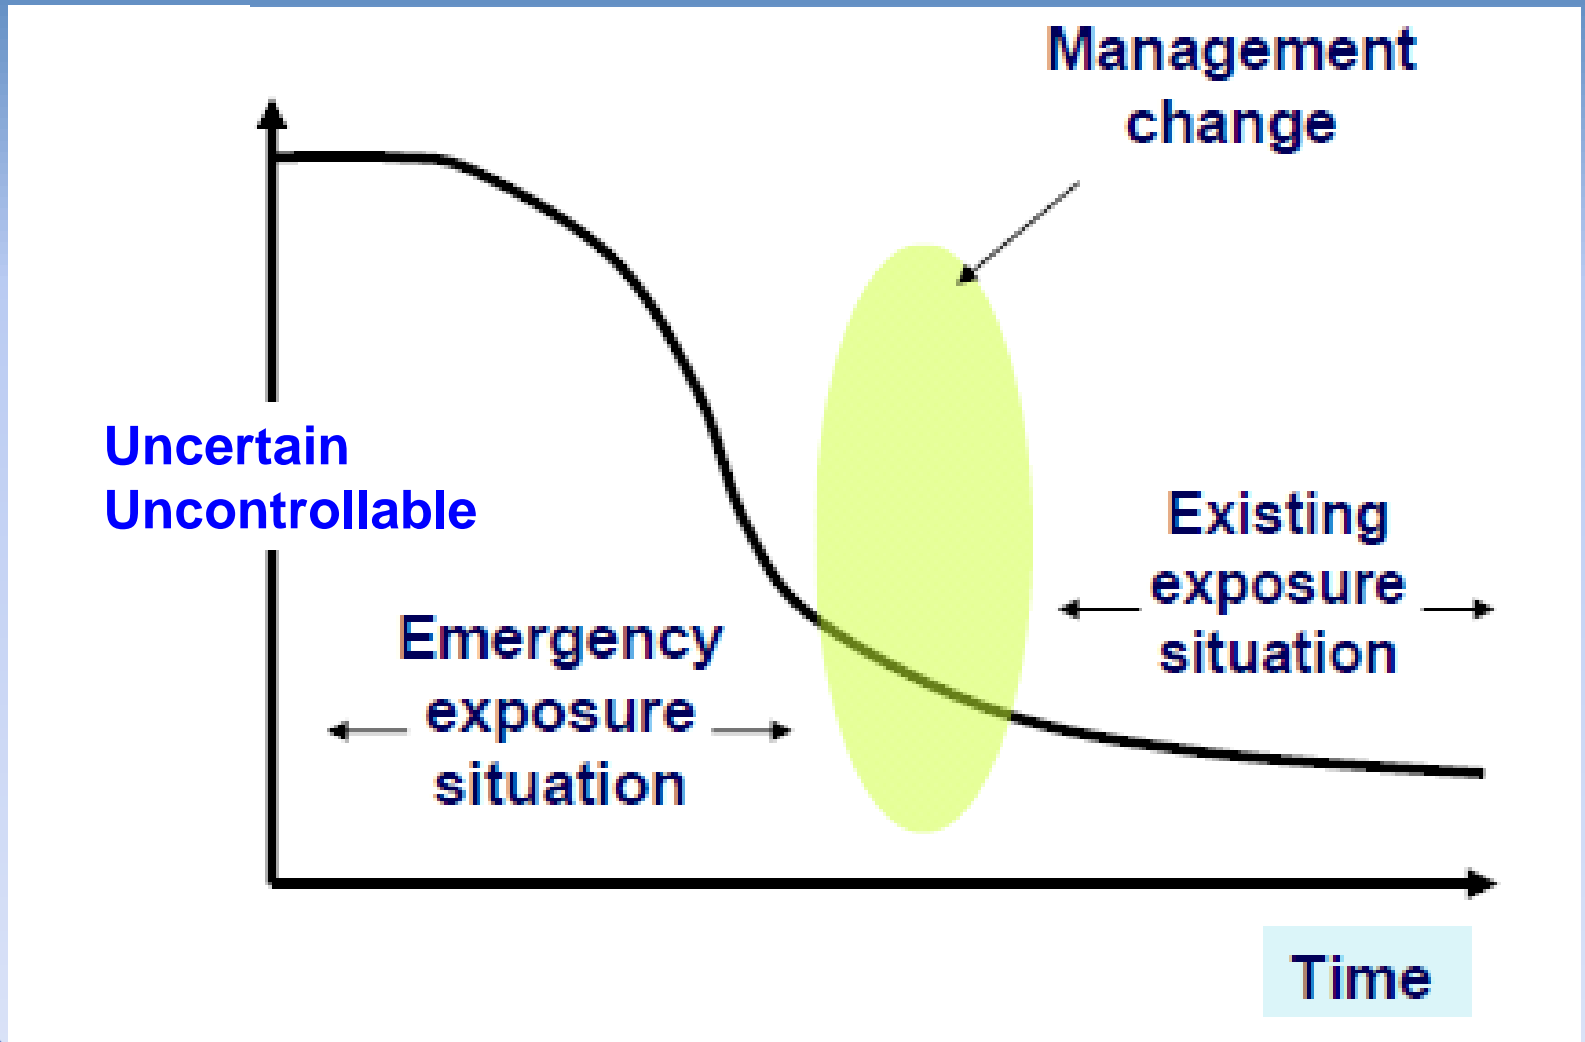 Management
change
Uncertain
Uncontrollable
Existing
exposure
situation
Emergency
exposure
situation
Time